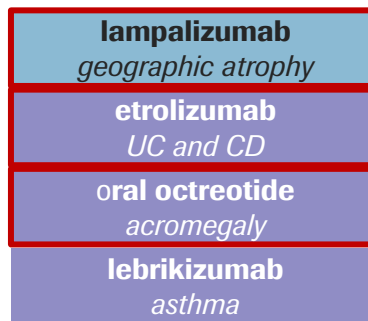 lampalizumab
geographic atrophy
etrolizumab
UC and CD
oral octreotide
acromegaly
lebrikizumab
asthma